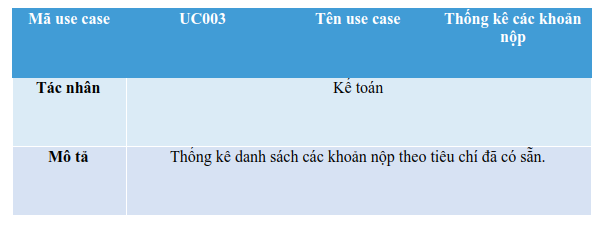 Mã use case UC003 Tên use case Thống kê các khoản
nộp
Tác nhân Kế toán
Mô tả Thống kê danh sách các khoản nộp theo tiêu chí đã có sẵn.